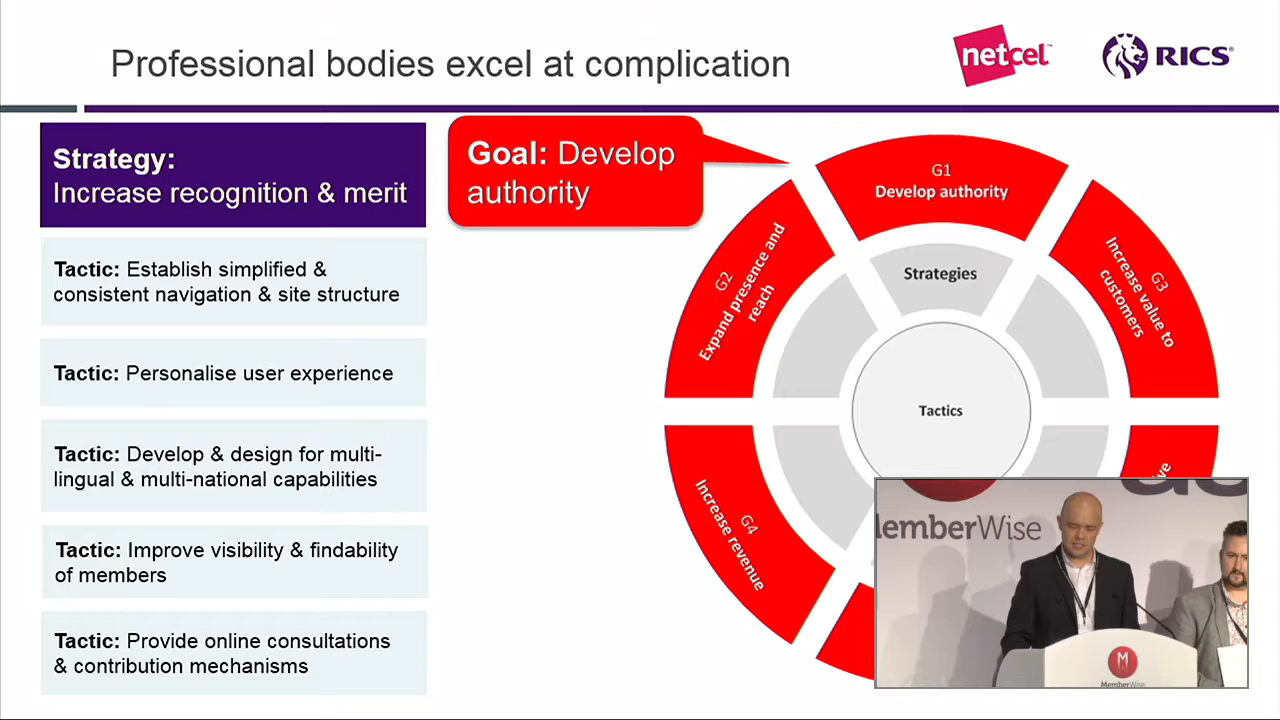 Professional bodies excel at complication
netcel
RICS
Strategy:
Increase recognition & merit
Tactic: Establish simplified &
consistent navigation & site structure
Tactic: Personalise user experience
Tactic: Develop & design for multi-
lingual & multi-national capabilities
Tactic: Improve visibility & findability
of members
Tactic: Provide online consultations
& contribution mechanisms
Goal: Develop
authority
G1
Develop authority
G2
Expand presence and
reach
G3
Increase value to
customers
Strategies
Tactics
G4
Increase revenue
emberWise
M
MemberWise